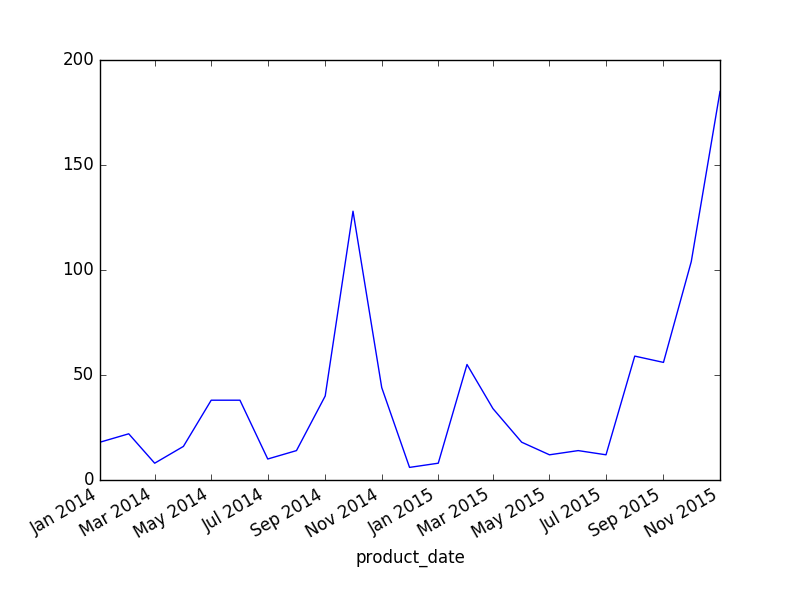 200
150
100
50
0
Jan 2014
Mar 2014
May 2014
Jul 2014
Sep 2014
Nov 2014
Jan 2015
Mar 2015
May 2015
Jul 2015
Sep 2015
Nov 2015
product_date